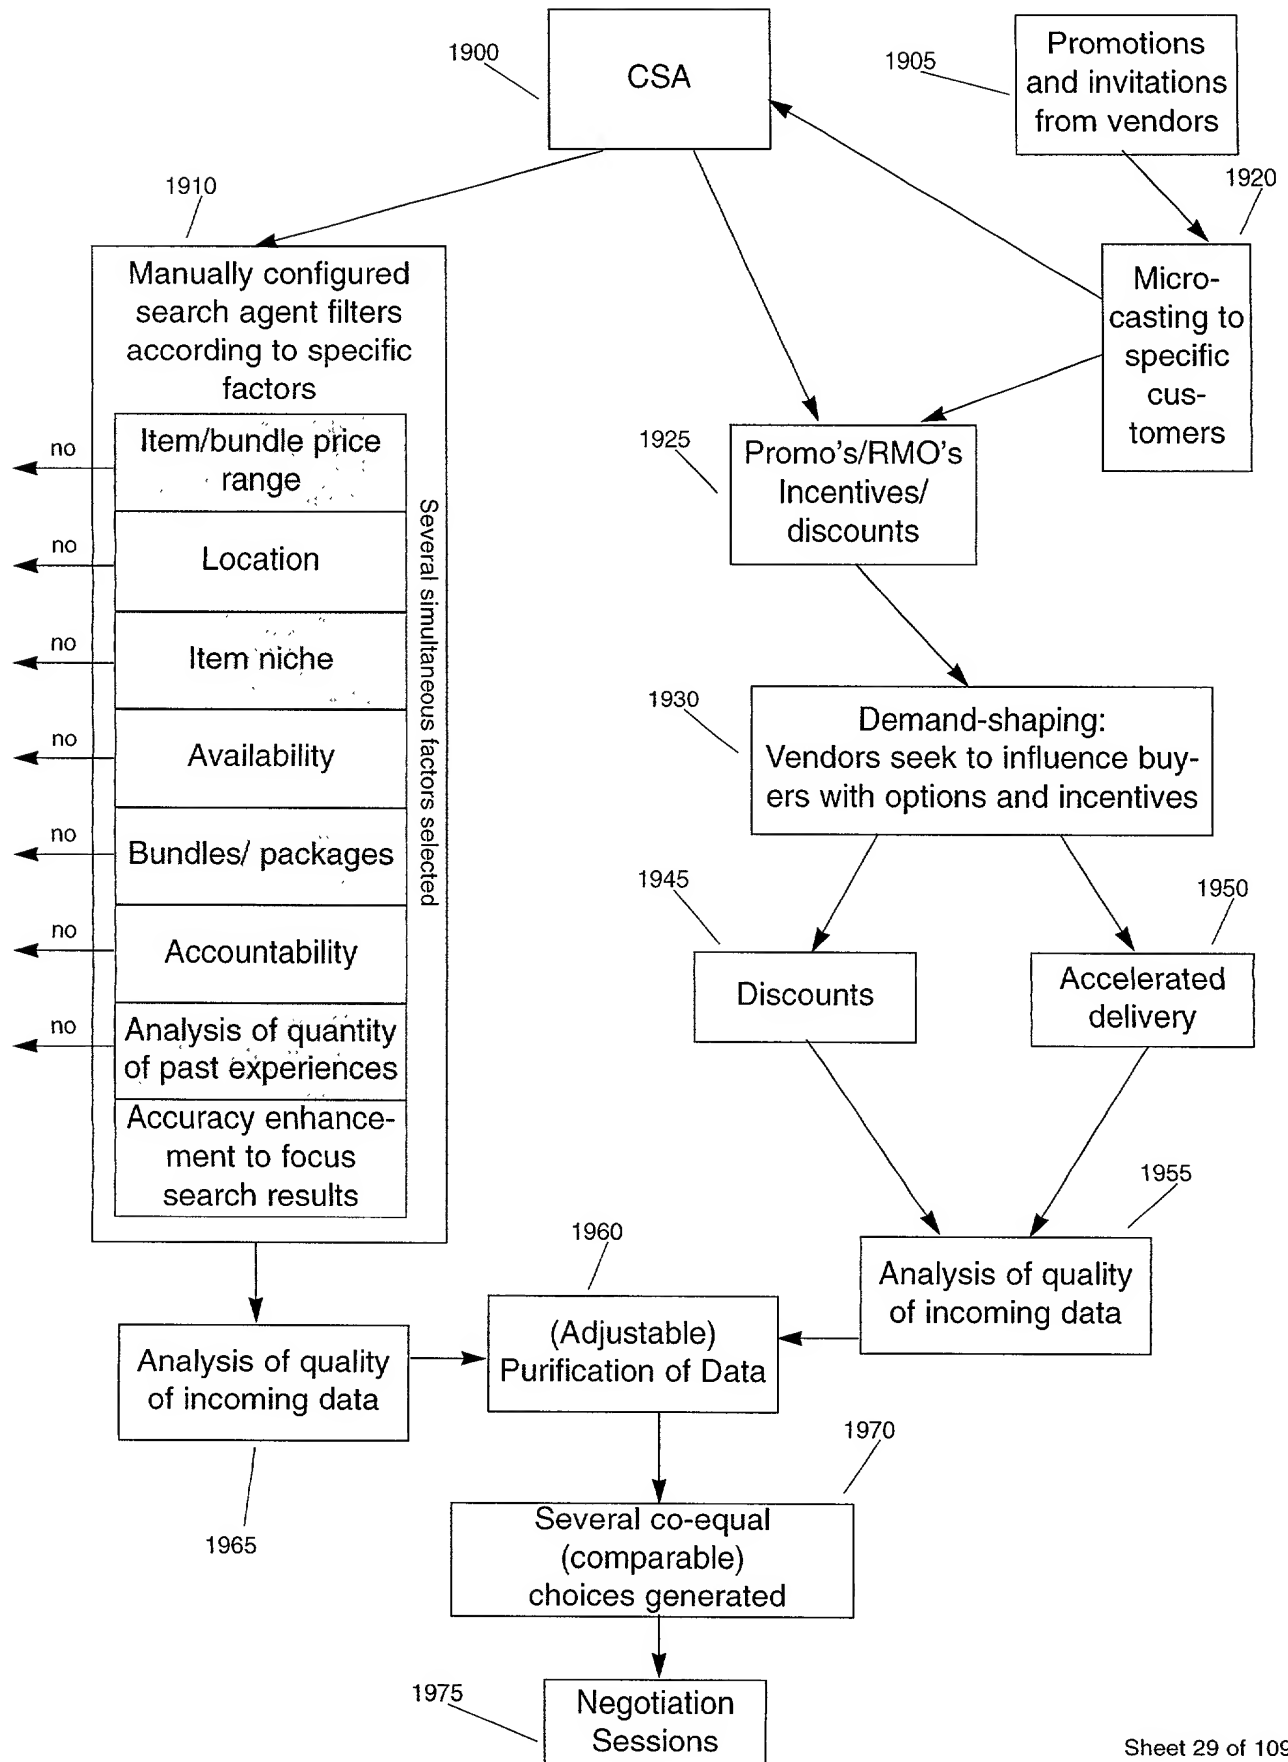 1900
CSA
1905
Promotions
and invitations
from vendors
1910
1920
Manually configured
search agent filters
according to specific
factors
Micro-
casting to
specific
cus-
tomers
no
Item/bundle price
range
no
Location
no
Item niche
no
Availability
no
Bundles/ packages
no
Accountability
no
Analysis of quantity
of past experiences
Accuracy enhance-
ment to focus
search results
Several simultaneous factors selected
1925
Promo's/RMO's
Incentives/
discounts
1930
Demand-shaping:
Vendors seek to influence buy-
ers with options and incentives
1945
Discounts
1950
Accelerated
delivery
1955
Analysis of quality
of incoming data
1960
(Adjustable)
Purification of Data
Analysis of quality
of incoming data
1965
1970
Several co-equal
(comparable)
choices generated
1975
Negotiation
Sessions
Sheet 29 of 109